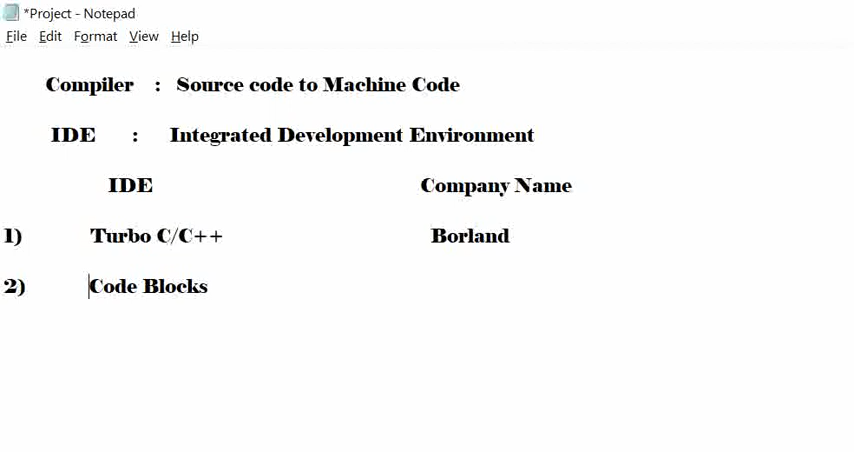 *Project - Notepad
File Edit Format View Help
Compiler : Source code to Machine Code
IDE : Integrated Development Environment
IDE Company Name
1) Turbo C/C++ Borland
2) Code Blocks